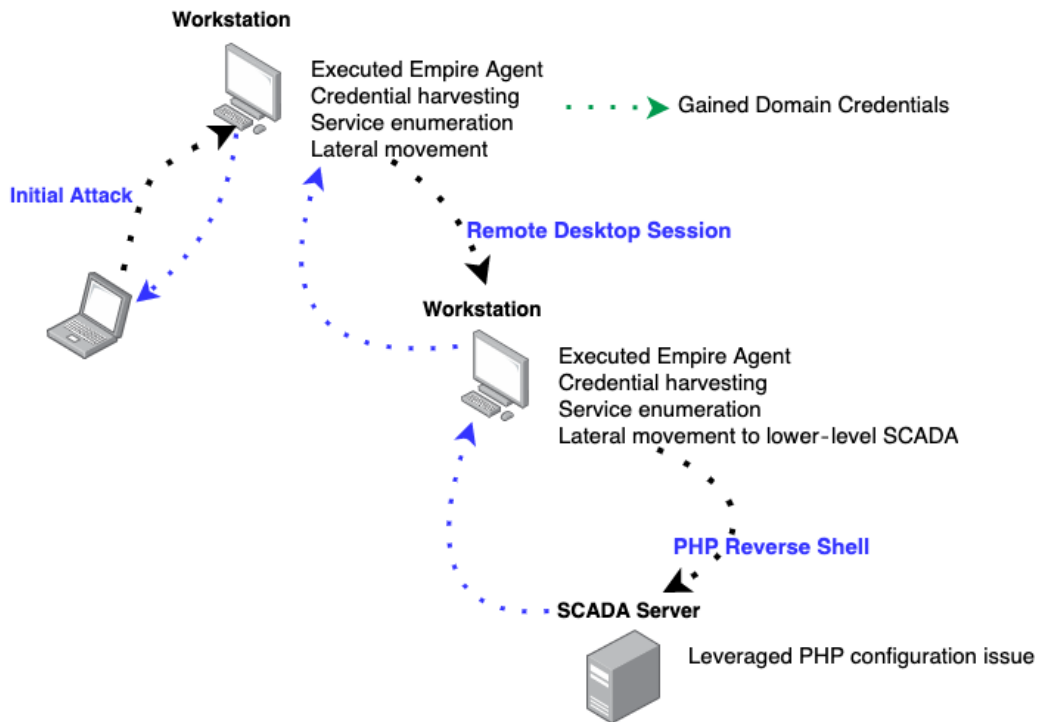 Workstation
Executed Empire Agent
Credential harvesting
Service enumeration
Lateral movement
Gained Domain Credentials
Initial Attack
Remote Desktop Session
Workstation
Executed Empire Agent
Credential harvesting
Service enumeration
Lateral movement to lower-level SCADA
PHP Reverse Shell
SCADA Server
Leveraged PHP configuration issue